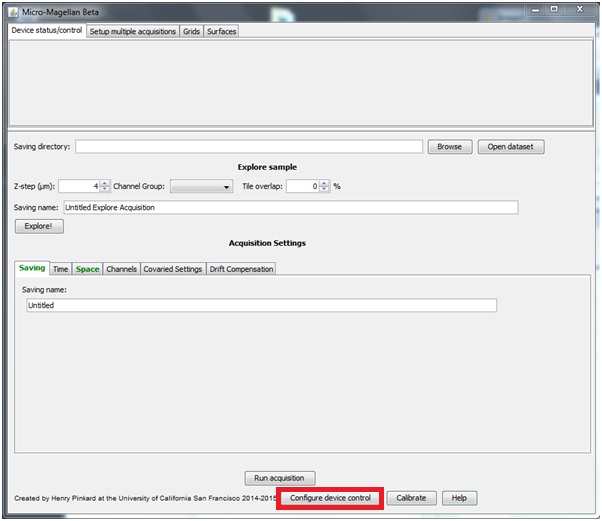 Micro-Magellan Beta
Device status/control Setup multiple acquisitions Grids Surfaces
Saving directory: Browse Open dataset
Explore sample
Z-step (µm): 4 Channel Group: Tile overlap: 0 %
Saving name: Untitled Explore Acquisition
Explore!
Acquisition Settings
Saving Time Space Channels Covaried Settings Drift Compensation
Saving name:
Untitled
Run acquisition
Created by Henry Pinkard at the University of California San Francisco 2014-2015 Configure device control Calibrate Help